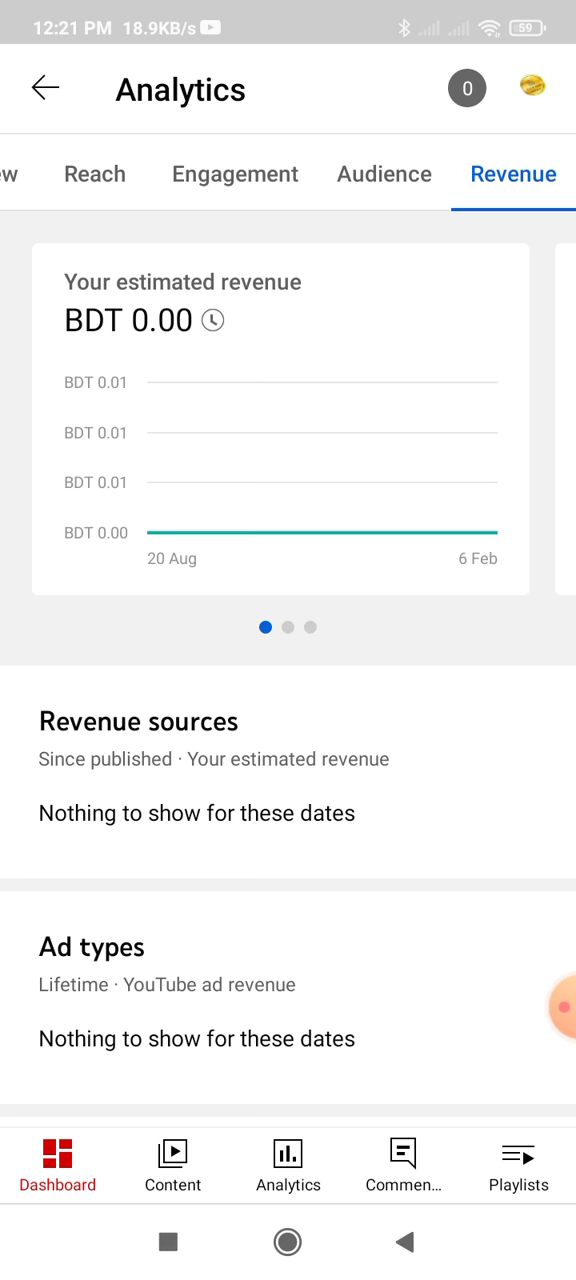 12:21 PM 18.9KB/s
59
Analytics
0
ew Reach Engagement Audience Revenue
Your estimated revenue
BDT 0.00
BDT 0.01
BDT 0.01
BDT 0.01
BDT 0.00
20 Aug 6 Feb
Revenue sources
Since published · Your estimated revenue
Nothing to show for these dates
Ad types
Lifetime · YouTube ad revenue
Nothing to show for these dates
Dashboard Content Analytics Commen... Playlists